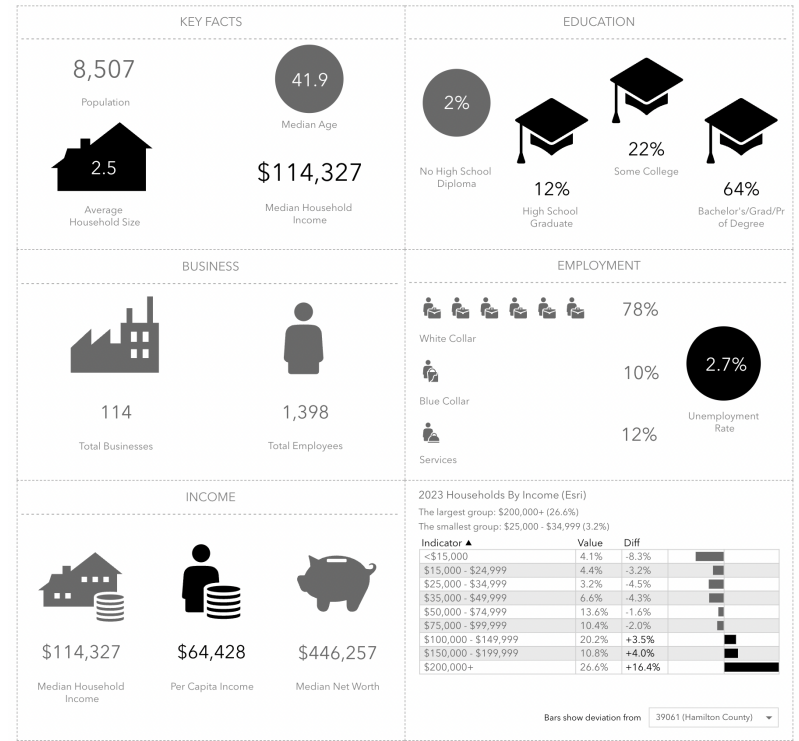 KEY FACTS
8,507
Population
41.9
Median Age
2.5
Average
Household Size
$114,327
Median Household
Income
EDUCATION
2%
No High School
Diploma
12%
High School
Graduate
22%
Some College
64%
Bachelor's/Grad/Pr
of Degree
BUSINESS
114
Total Businesses
1,398
Total Employees
EMPLOYMENT
78%
White Collar
10%
Blue Collar
12%
Services
2.7%
Unemployment
Rate
INCOME
$114,327
Median Household
Income
$64,428
Per Capita Income
$446,257
Median Net Worth
2023 Households By Income (Esri)
The largest group: $200,000+ (26.6%)
The smallest group: $25,000 - $34,999 (3.2%)
Indicator ▲ Value Diff
<$15,000 4.1% -8.3%
$15,000 - $24,999 4.4% -3.2%
$25,000 - $34,999 3.2% -4.5%
$35,000 - $49,999 6.6% -4.3%
$50,000 - $74,999 13.6% -1.6%
$75,000 - $99,999 10.4% -2.0%
$100,000 - $149,999 20.2% +3.5%
$150,000 - $199,999 10.8% +4.0%
$200,000+ 26.6% +16.4%
Bars show deviation from 39061 (Hamilton County)